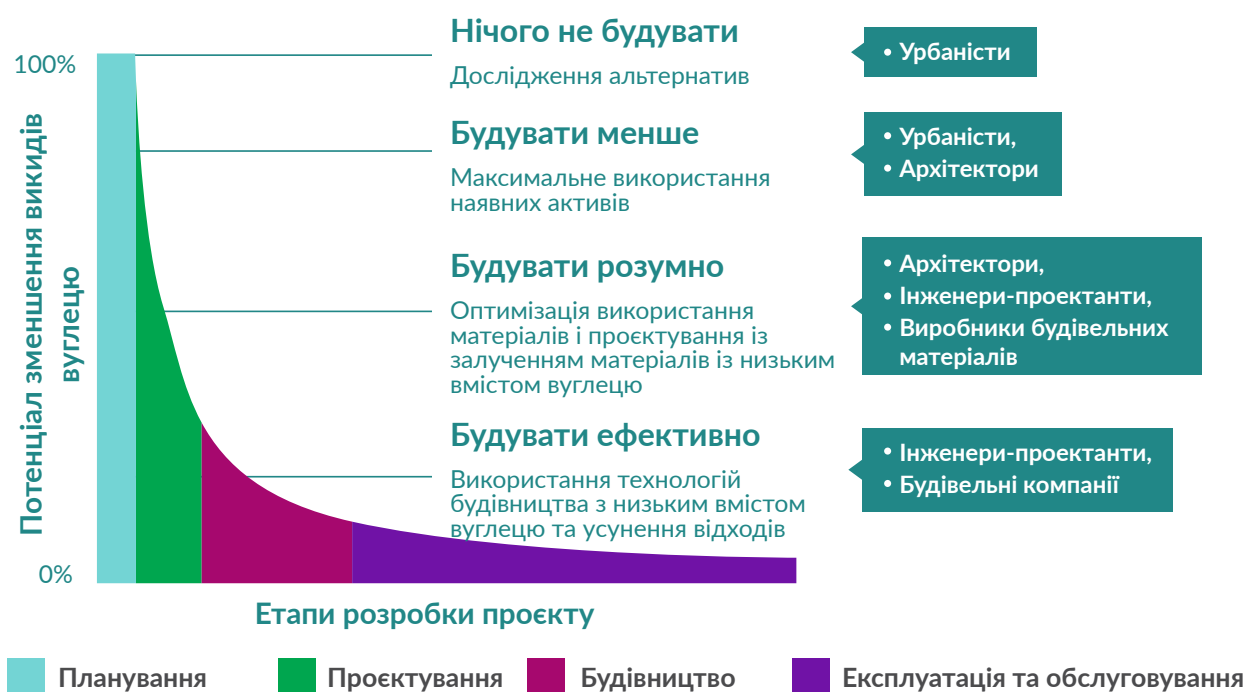 Нічого не будувати
Дослідження альтернатив
• Урбаністи
100%
Будувати менше
Максимальне використання
наявних активів
• Урбаністи,
• Архітектори
Потенціал зменшення викидів
вуглецю
Будувати розумно
Оптимізація використання
матеріалів і проєктування із
залученням матеріалів із низьким
вмістом вуглецю
• Архітектори,
• Інженери-проектанти,
• Виробники будівельних
матеріалів
Будувати ефективно
Використання технологій
будівництва з низьким вмістом
вуглецю та усунення відходів
• Інженери-проектанти,
• Будівельні компанії
0%
Етапи розробки проєкту
Планування
Проєктування
Будівництво
Експлуатація та обслуговування